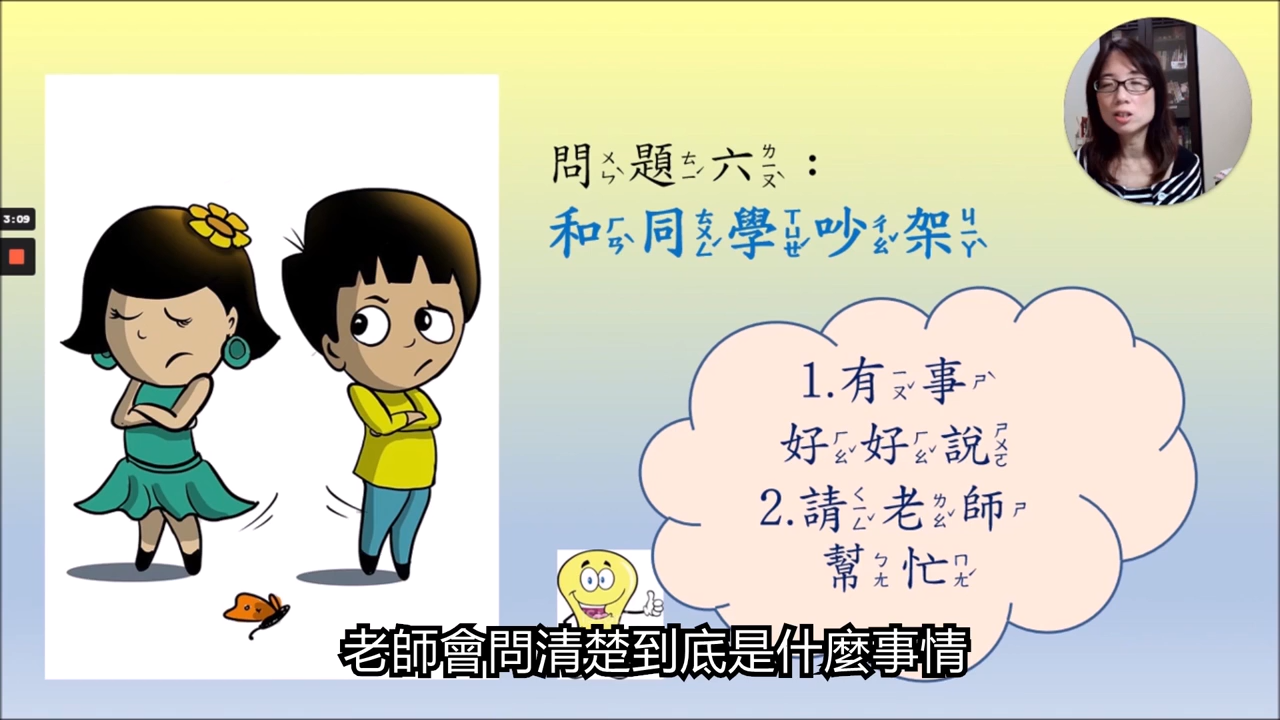 3:09
問題六：
和同學吵架
1.有事
好好說
2.請老師
幫忙
老師會問清楚到底是什麼事情